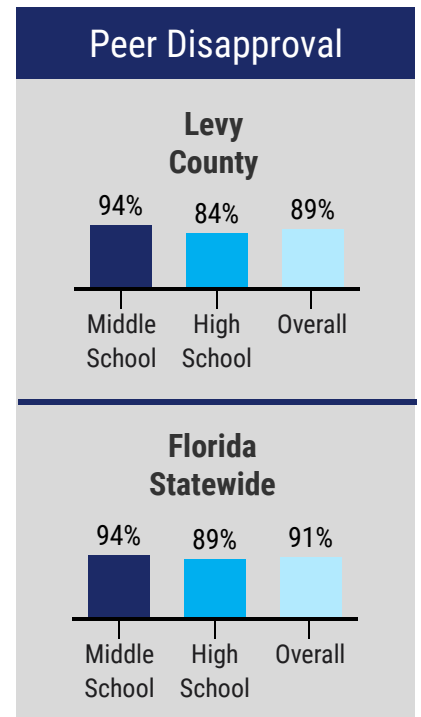 Peer Disapproval
Levy
County
94% 84% 89%
Middle High Overall
School School
Florida
Statewide
94% 89% 91%
Middle High Overall
School School